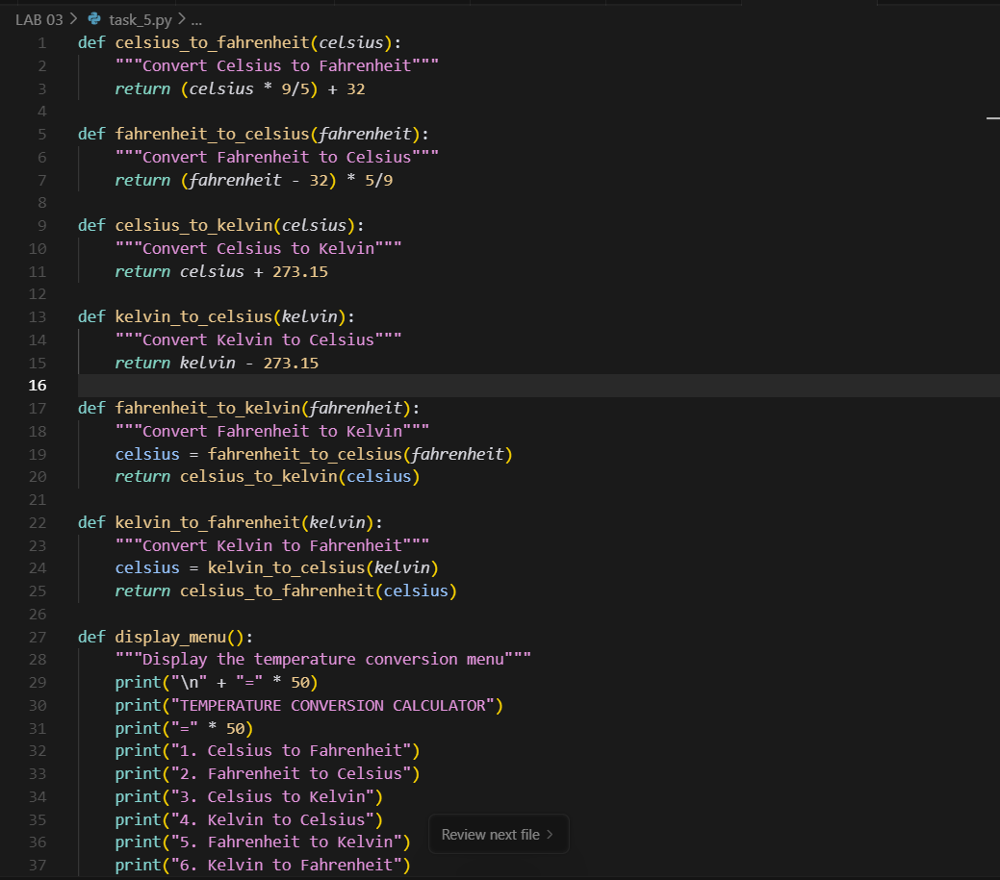 LAB 03 > task_5.py > ...
1 def celsius_to_fahrenheit(celsius):
2     """Convert Celsius to Fahrenheit"""
3     return (celsius * 9/5) + 32
4
5 def fahrenheit_to_celsius(fahrenheit):
6     """Convert Fahrenheit to Celsius"""
7     return (fahrenheit - 32) * 5/9
8
9 def celsius_to_kelvin(celsius):
10     """Convert Celsius to Kelvin"""
11     return celsius + 273.15
12
13 def kelvin_to_celsius(kelvin):
14     """Convert Kelvin to Celsius"""
15     return kelvin - 273.15
16
17 def fahrenheit_to_kelvin(fahrenheit):
18     """Convert Fahrenheit to Kelvin"""
19     celsius = fahrenheit_to_celsius(fahrenheit)
20     return celsius_to_kelvin(celsius)
21
22 def kelvin_to_fahrenheit(kelvin):
23     """Convert Kelvin to Fahrenheit"""
24     celsius = kelvin_to_celsius(kelvin)
25     return celsius_to_fahrenheit(celsius)
26
27 def display_menu():
28     """Display the temperature conversion menu"""
29     print("\n" + "=" * 50)
30     print("TEMPERATURE CONVERSION CALCULATOR")
31     print("=" * 50)
32     print("1. Celsius to Fahrenheit")
33     print("2. Fahrenheit to Celsius")
34     print("3. Celsius to Kelvin")
35     print("4. Kelvin to Celsius")
36     print("5. Fahrenheit to Kelvin")
37     print("6. Kelvin to Fahrenheit")
Review next file >